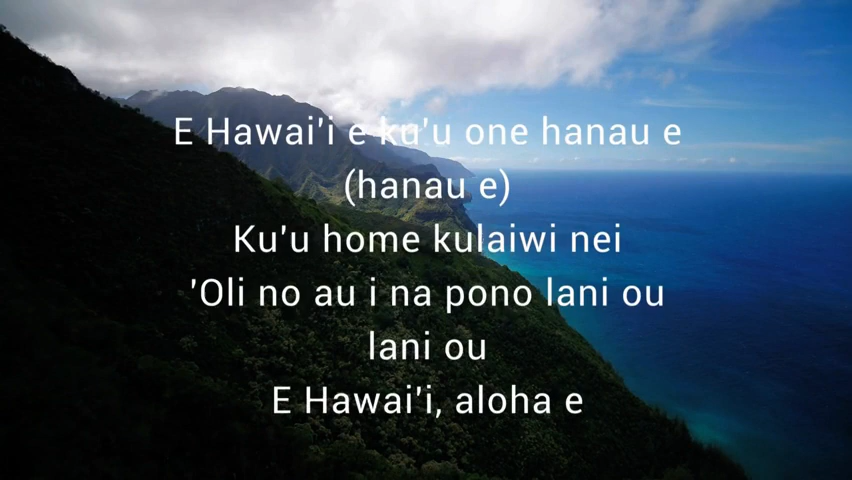 E Hawai'i e ku'u one hanau e
(hanau e)
Ku'u home kulaiwi nei
'Oli no au i na pono lani ou
lani ou
E Hawai'i, aloha e